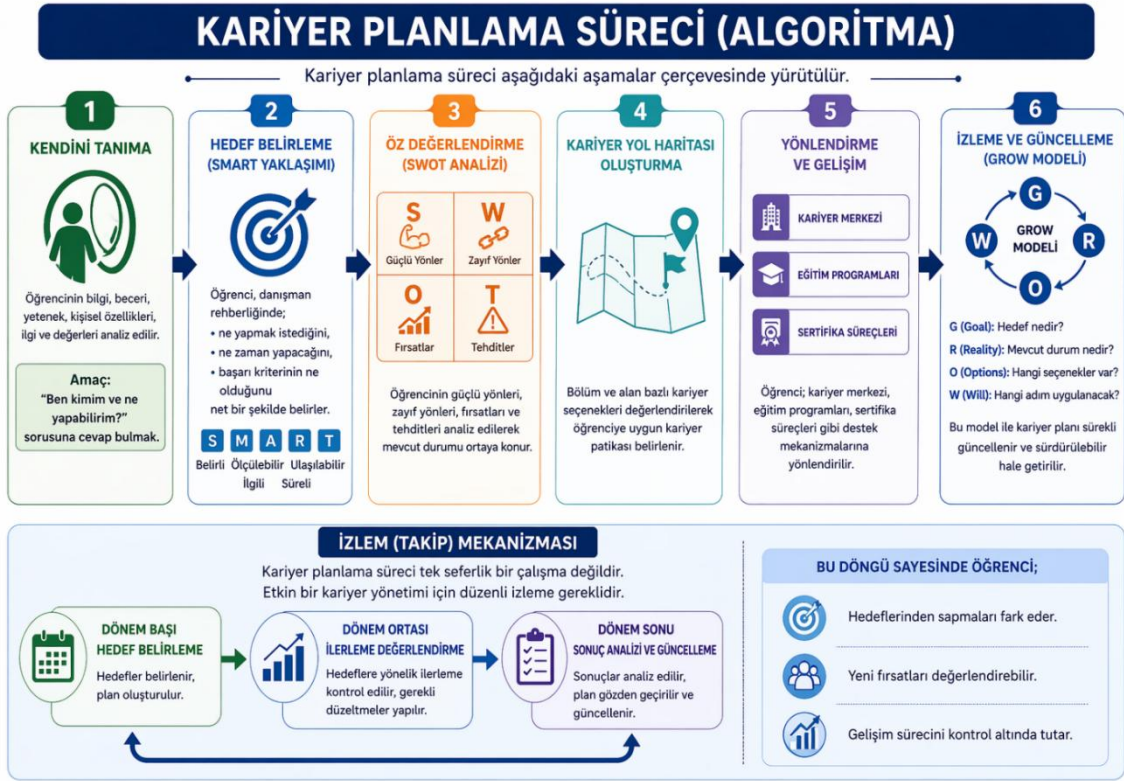 KARİYER PLANLAMA SÜRECİ (ALGORİTMA)
Kariyer planlama süreci aşağıdaki aşamalar çerçevesinde yürütülür.
1
KENDİNİ TANIMA
Öğrencinin bilgi, beceri,
yetenek, kişisel özellikleri,
ilgi ve değerleri analiz edilir.
Amaç:
“Ben kimim ve ne
yapabilirim?”
sorusuna cevap bulmak.
2
HEDEF BELİRLEME
(SMART YAKLAŞIMI)
Öğrenci, danışman
rehberliğinde;
• ne yapmak istediğini,
• ne zaman yapacağını,
• başarı kriterinin ne
olduğunu
net bir şekilde belirler.
S M A R T
Belirli Ölçülebilir Ulaşılabilir
İlgili Süreli
3
ÖZ DEĞERLENDİRME
(SWOT ANALİZİ)
S
Güçlü Yönler
W
Zayıf Yönler
O
Fırsatlar
T
Tehditler
Öğrencinin güçlü yönleri,
zayıf yönleri, fırsatları ve
tehditleri analiz edilerek
mevcut durumu ortaya konur.
4
KARİYER YOL HARİTASI
OLUŞTURMA
Bölüm ve alan bazlı kariyer
seçenekleri değerlendirilerek
öğrenciye uygun kariyer
patikası belirlenir.
5
YÖNLENDİRME
VE GELİŞİM
KARİYER MERKEZİ
EĞİTİM PROGRAMLARI
SERTİFİKA SÜREÇLERİ
Öğrenci; kariyer merkezi,
eğitim programları, sertifika
süreçleri gibi destek
mekanizmalarına
yönlendirilir.
6
İZLEME VE GÜNCELLEME
(GROW MODELİ)
G
W
GROW
MODELİ
R
O
G (Goal): Hedef nedir?
R (Reality): Mevcut durum nedir?
O (Options): Hangi seçenekler var?
W (Will): Hangi adım uygulanacak?
Bu model ile kariyer planı sürekli
güncellenir ve sürdürülebilir
hale getirilir.
İZLEM (TAKİP) MEKANİZMASI
Kariyer planlama süreci tek seferlik bir çalışma değildir.
Etkin bir kariyer yönetimi için düzenli izleme gereklidir.
DÖNEM BAŞI
HEDEF BELİRLEME
Hedefler belirlenir,
plan oluşturulur.
DÖNEM ORTASI
İLERLEME DEĞERLENDİRME
Hedeflere yönelik ilerleme
kontrol edilir, gerekli
düzeltmeler yapılır.
DÖNEM SONU
SONUÇ ANALİZİ VE GÜNCELLEME
Sonuçlar analiz edilir,
plan gözden geçirilir ve
güncellenir.
BU DÖNGÜ SAYESİNDE ÖĞRENCİ;
Hedeflerinden sapmaları fark eder.
Yeni fırsatları değerlendirebilir.
Gelişim sürecini kontrol altında tutar.